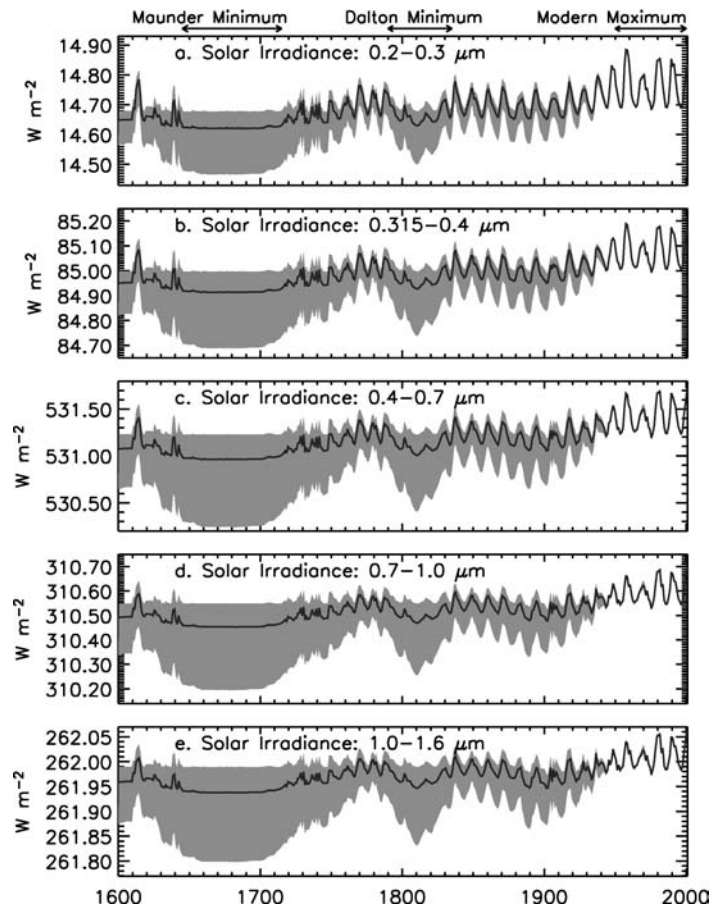 Maunder Minimum Dalton Minimum Modern Maximum
a. Solar Irradiance: 0.2−0.3 μm
14.90
14.80
14.70
14.60
14.50
W m−2
b. Solar Irradiance: 0.315−0.4 μm
85.20
85.10
85.00
84.90
84.80
84.70
W m−2
c. Solar Irradiance: 0.4−0.7 μm
531.50
531.00
530.50
W m−2
d. Solar Irradiance: 0.7−1.0 μm
310.70
310.60
310.50
310.40
310.30
310.20
W m−2
e. Solar Irradiance: 1.0−1.6 μm
262.05
262.00
261.95
261.90
261.85
261.80
W m−2
1600 1700 1800 1900 2000